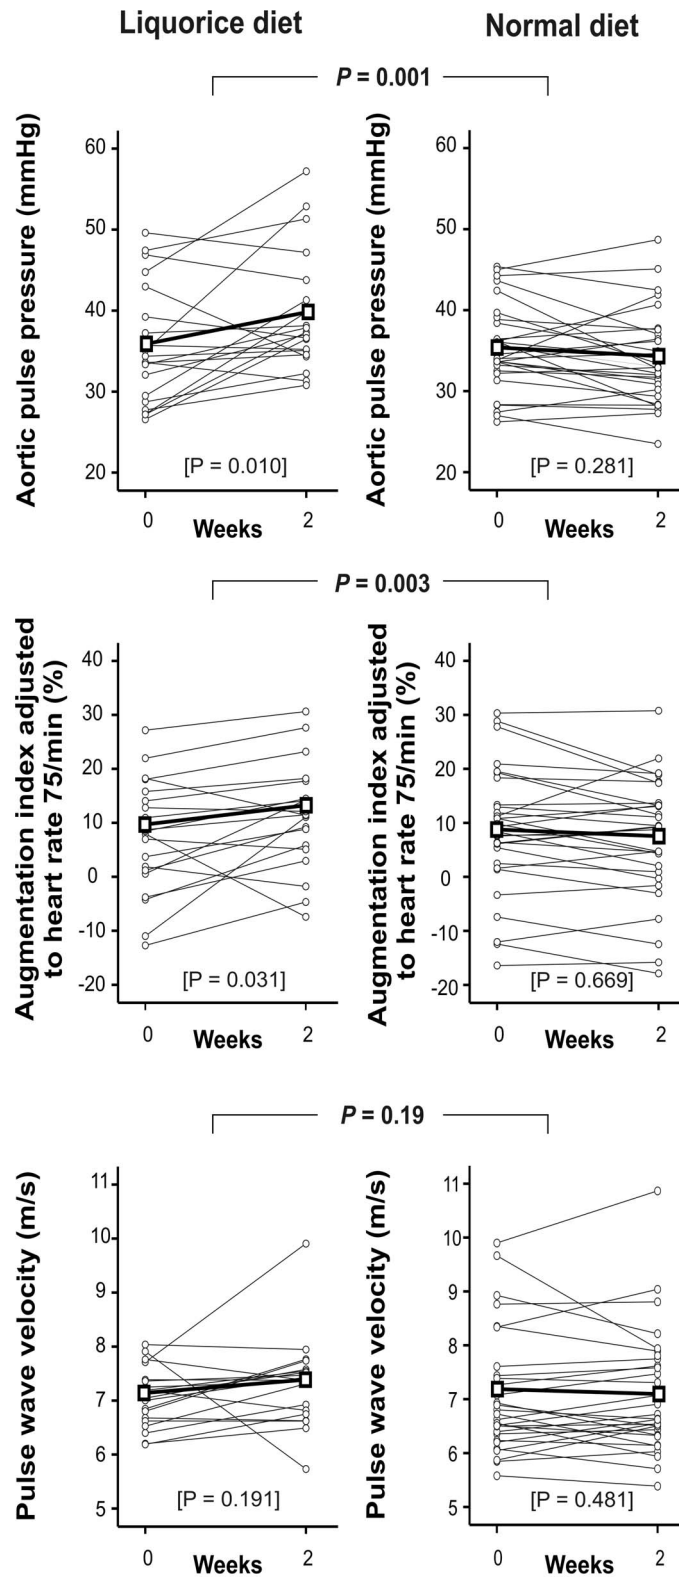 Liquorice diet
Normal diet
P = 0.001
Aortic pulse pressure (mmHg)
60
50
40
30
20
[P = 0.010]
0
Weeks
2
Aortic pulse pressure (mmHg)
60
50
40
30
20
[P = 0.281]
0
Weeks
2
P = 0.003
Augmentation index adjusted
to heart rate 75/min (%)
40
30
20
10
0
-10
-20
[P = 0.031]
0
Weeks
2
Augmentation index adjusted
to heart rate 75/min (%)
40
30
20
10
0
-10
-20
[P = 0.669]
0
Weeks
2
P = 0.19
Pulse wave velocity (m/s)
11
10
9
8
7
6
5
[P = 0.191]
0
Weeks
2
Pulse wave velocity (m/s)
11
10
9
8
7
6
5
[P = 0.481]
0
Weeks
2